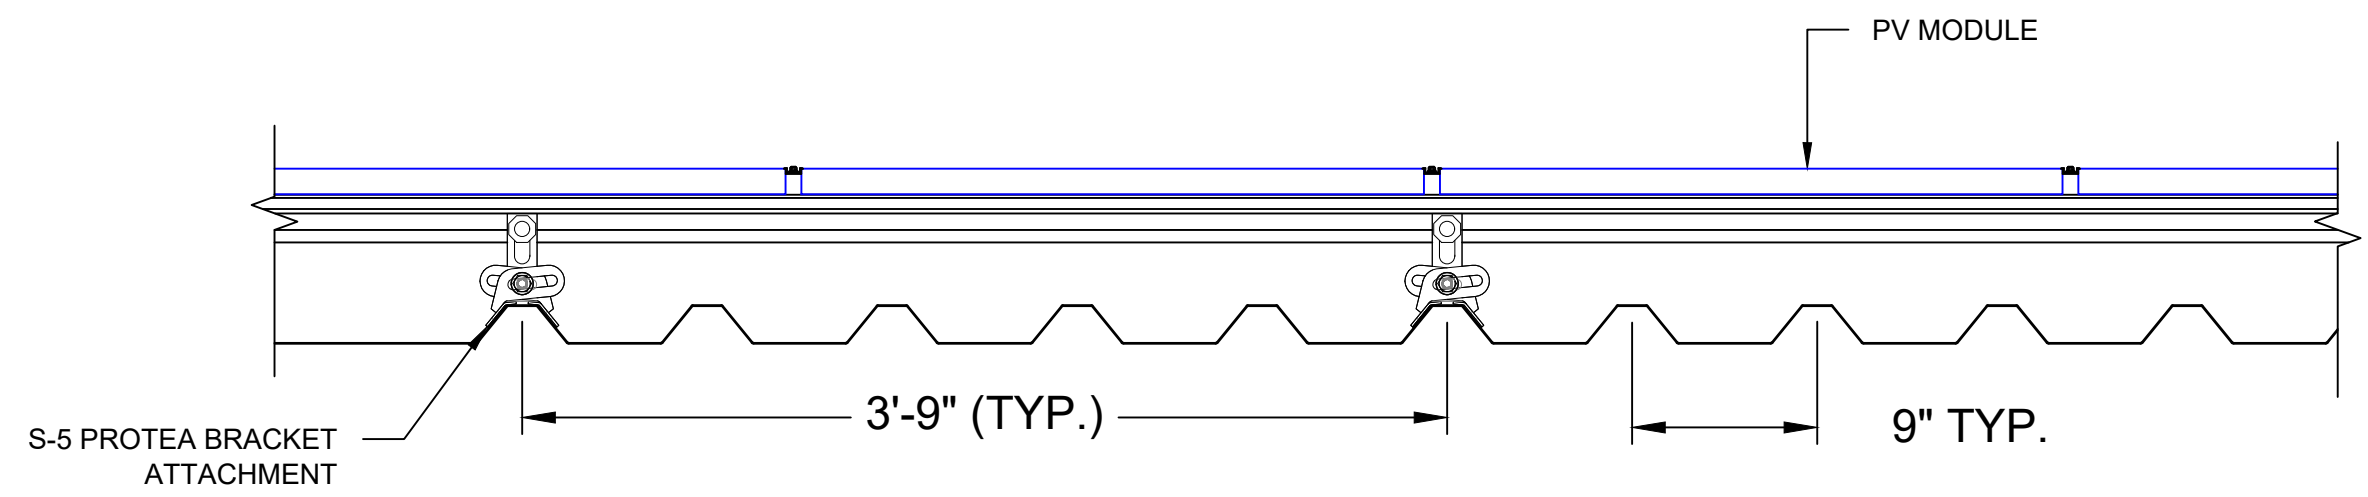 PV MODULE
3'-9" (TYP.)
9" TYP.
S-5 PROTEA BRACKET
ATTACHMENT